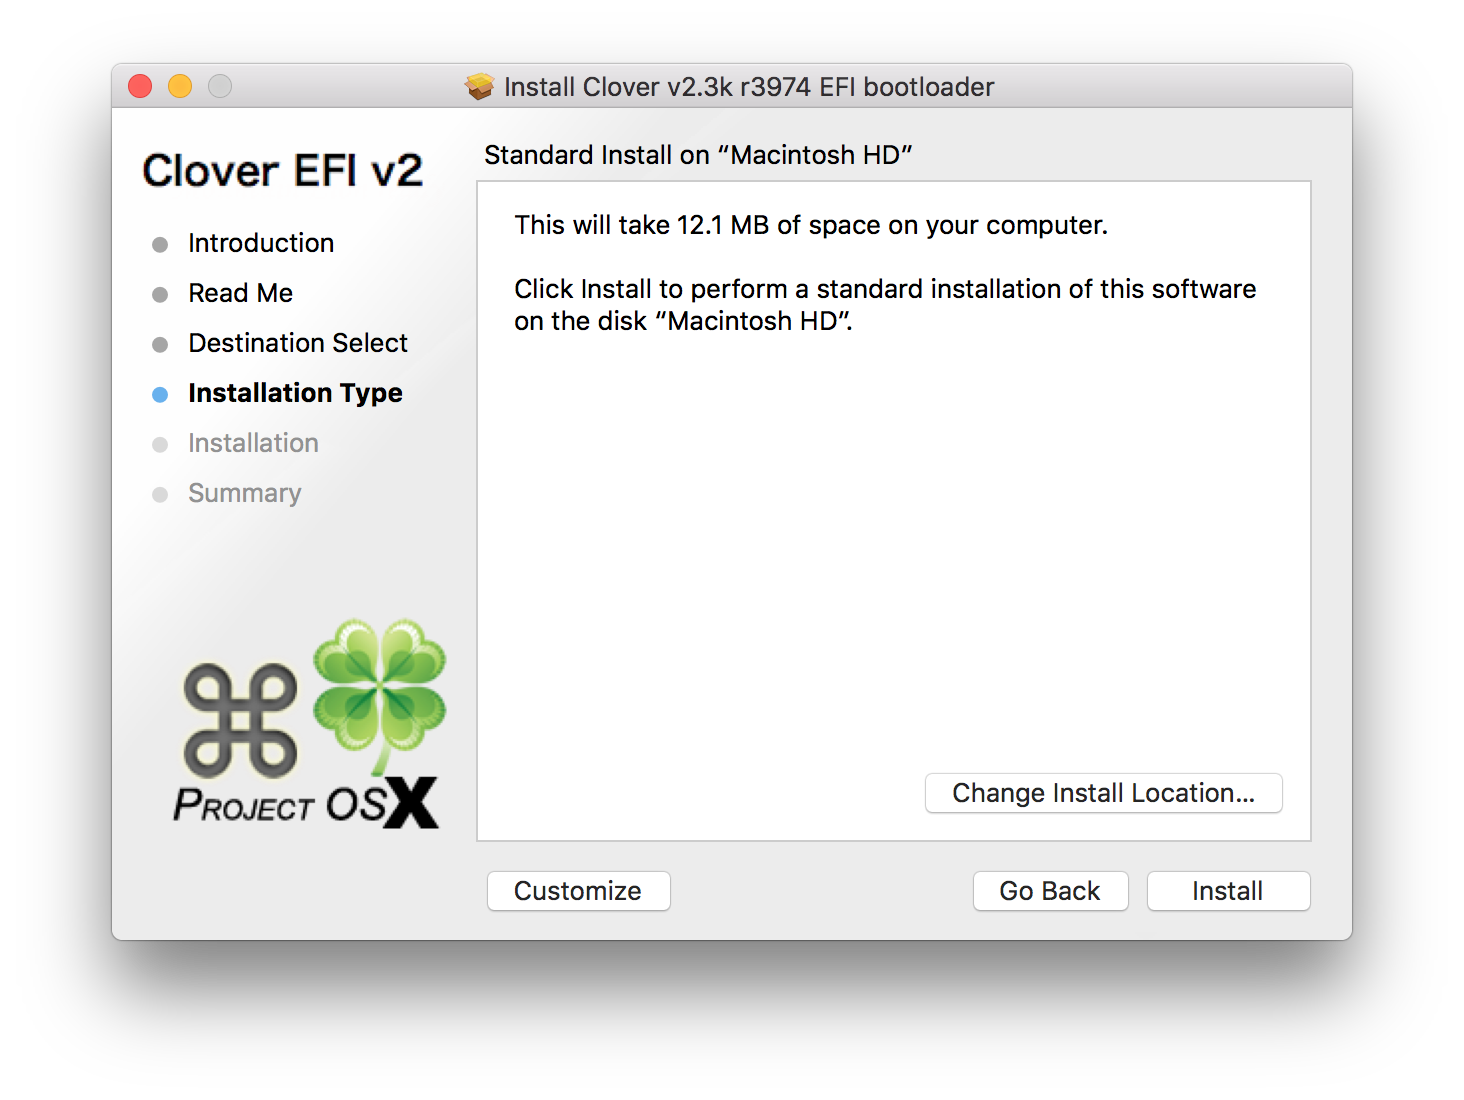 Install Clover v2.3k r3974 EFI bootloader
Clover EFI v2
Introduction
Read Me
Destination Select
Installation Type
Installation
Summary
PROJECT OSX
Standard Install on “Macintosh HD”
This will take 12.1 MB of space on your computer.
Click Install to perform a standard installation of this software
on the disk “Macintosh HD”.
Change Install Location...
Customize
Go Back
Install